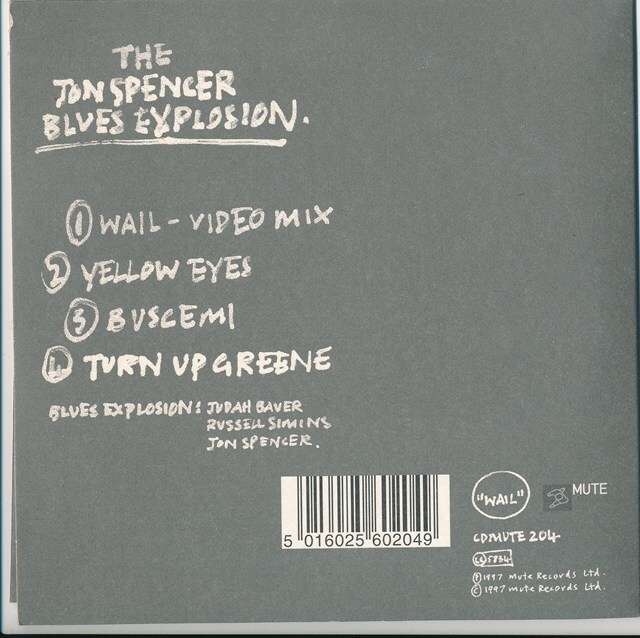 THE
JON SPENCER
BLUES EXPLOSION.
1 WAIL - VIDEO MIX
2 YELLOW EYES
3 BUSCEMI
4 TURN UP GREENE
BLUES EXPLOSION: JUDAH BAUER
RUSSELL SIMINS
JON SPENCER.
5 016025 602049
"WAIL"
MUTE
CDMUTE 204
LC 5834
Ⓟ 1997 Mute Records Ltd.
© 1997 Mute Records Ltd.